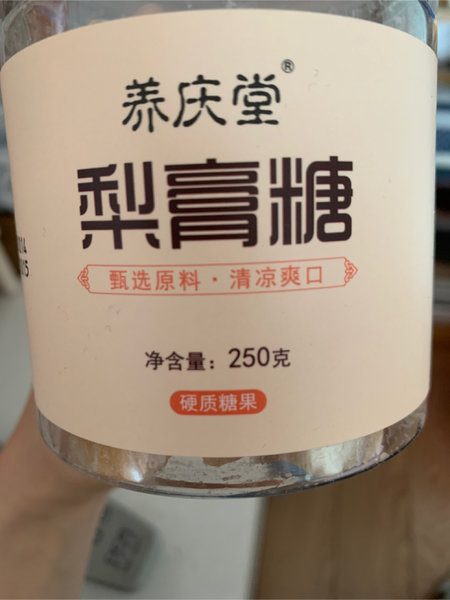 养庆堂®
梨膏糖
甄选原料·清凉爽口
净含量：250克
硬质糖果